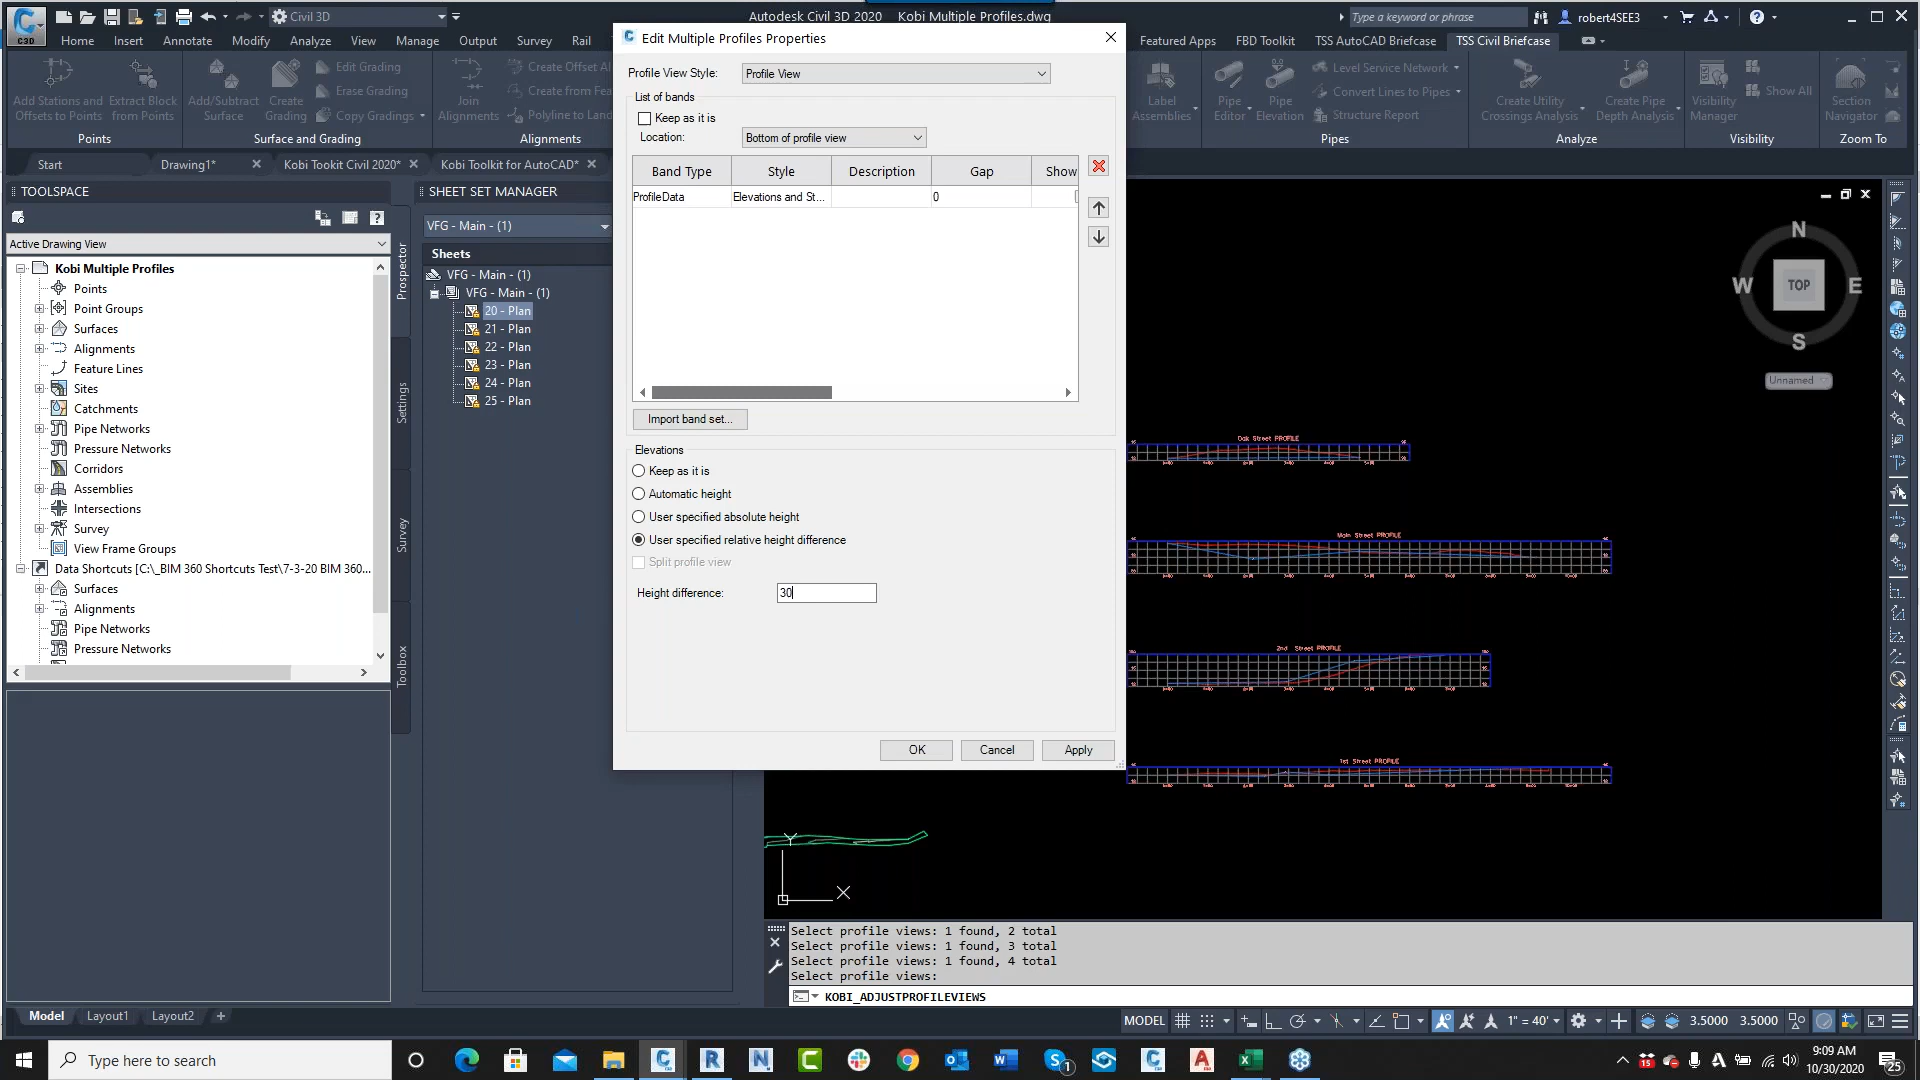 Civil 3D
Autodesk Civil 3D 2020 Kobi Multiple Profiles.dwg
Type a keyword or phrase
robert4SEE3
C3D
Home Insert Annotate Modify Analyze View Manage Output Survey Rail
Featured Apps FBD Toolkit TSS AutoCAD Briefcase TSS Civil Briefcase
Add Stations and
Offsets to Points
Extract Block
from Points
Add/Subtract
Surface
Create
Grading
Edit Grading
Erase Grading
Copy Gradings
Join
Alignments
Create Offset Al
Create from Fea
Polyline to Land
Label
Assemblies
Pipe
Editor
Pipe
Elevation
Level Service Network
Convert Lines to Pipes
Structure Report
Create Utility
Crossings Analysis
Create Pipe
Depth Analysis
Visibility
Manager
Show All
Section
Navigator
Points
Surface and Grading
Alignments
Pipes
Analyze
Visibility
Zoom To
Start
Drawing1*
Kobi Tookit Civil 2020*
Kobi Toolkit for AutoCAD*
TOOLSPACE
Active Drawing View
Kobi Multiple Profiles
Points
Point Groups
Surfaces
Alignments
Feature Lines
Sites
Catchments
Pipe Networks
Pressure Networks
Corridors
Assemblies
Intersections
Survey
View Frame Groups
Data Shortcuts [C:\_BIM 360 Shortcuts Test\7-3-20 BIM 360...
Surfaces
Alignments
Pipe Networks
Pressure Networks
Prospector
Settings
Survey
Toolbox
SHEET SET MANAGER
VFG - Main - (1)
Sheets
VFG - Main - (1)
VFG - Main - (1)
20 - Plan
21 - Plan
22 - Plan
23 - Plan
24 - Plan
25 - Plan
Edit Multiple Profiles Properties
Profile View Style:
Profile View
List of bands
Keep as it is
Location:
Bottom of profile view
Band Type Style Description Gap Show
ProfileData Elevations and St... 0
Import band set...
Elevations
Keep as it is
Automatic height
User specified absolute height
User specified relative height difference
Split profile view
Height difference:
30
OK Cancel Apply
N
W TOP E
S
Unnamed
Oak Street PROFILE
Main Street PROFILE
2nd Street PROFILE
1st Street PROFILE
Y
X
Select profile views: 1 found, 2 total
Select profile views: 1 found, 3 total
Select profile views: 1 found, 4 total
Select profile views:
KOBI_ADJUSTPROFILEVIEWS
Model Layout1 Layout2 +
MODEL
1" = 40'
3.5000 3.5000
Type here to search
9:09 AM
10/30/2020
25